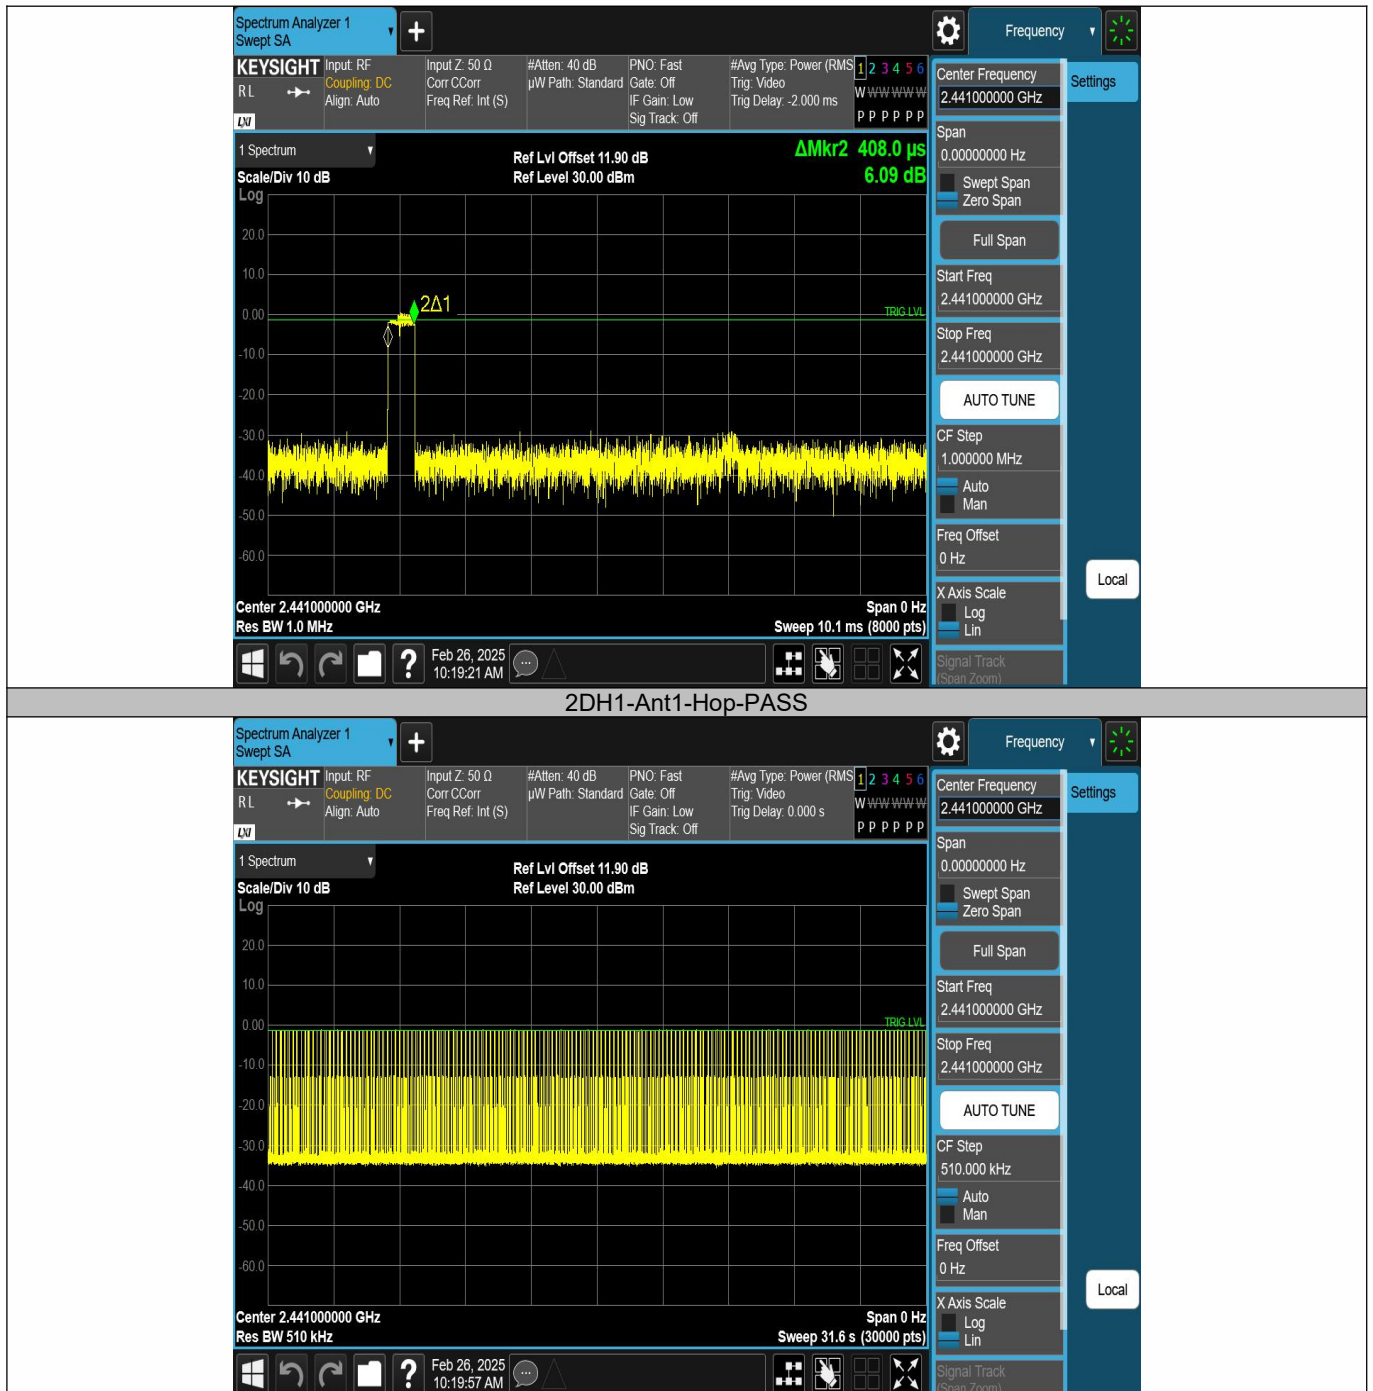 Spectrum Analyzer 1
Swept SA
Frequency
KEYSIGHT
RL
LXI
Input: RF
Coupling: DC
Align: Auto
Input Z: 50 Ω
Corr CCorr
Freq Ref: Int (S)
#Atten: 40 dB
µW Path: Standard
PNO: Fast
Gate: Off
IF Gain: Low
Sig Track: Off
#Avg Type: Power (RMS
Trig: Video
Trig Delay: -2.000 ms
1 2 3 4 5 6
W W W W W W
P P P P P P
Center Frequency
2.441000000 GHz
Settings
1 Spectrum
Scale/Div 10 dB
Log
Ref Lvl Offset 11.90 dB
Ref Level 30.00 dBm
ΔMkr2 408.0 µs
6.09 dB
20.0
10.0
0.00
-10.0
-20.0
-30.0
-40.0
-50.0
-60.0
2Δ1
TRIG LVL
Span
0.00000000 Hz
Swept Span
Zero Span
Full Span
Start Freq
2.441000000 GHz
Stop Freq
2.441000000 GHz
AUTO TUNE
CF Step
1.000000 MHz
Auto
Man
Freq Offset
0 Hz
X Axis Scale
Log
Lin
Signal Track
(Span Zoom)
Local
Center 2.441000000 GHz
Res BW 1.0 MHz
Span 0 Hz
Sweep 10.1 ms (8000 pts)
?
Feb 26, 2025
10:19:21 AM
2DH1-Ant1-Hop-PASS
Spectrum Analyzer 1
Swept SA
Frequency
KEYSIGHT
RL
LXI
Input: RF
Coupling: DC
Align: Auto
Input Z: 50 Ω
Corr CCorr
Freq Ref: Int (S)
#Atten: 40 dB
µW Path: Standard
PNO: Fast
Gate: Off
IF Gain: Low
Sig Track: Off
#Avg Type: Power (RMS
Trig: Video
Trig Delay: 0.000 s
1 2 3 4 5 6
W W W W W W
P P P P P P
Center Frequency
2.441000000 GHz
Settings
1 Spectrum
Scale/Div 10 dB
Log
Ref Lvl Offset 11.90 dB
Ref Level 30.00 dBm
20.0
10.0
0.00
-10.0
-20.0
-30.0
-40.0
-50.0
-60.0
TRIG LVL
Span
0.00000000 Hz
Swept Span
Zero Span
Full Span
Start Freq
2.441000000 GHz
Stop Freq
2.441000000 GHz
AUTO TUNE
CF Step
510.000 kHz
Auto
Man
Freq Offset
0 Hz
X Axis Scale
Log
Lin
Signal Track
(Span Zoom)
Local
Center 2.441000000 GHz
Res BW 510 kHz
Span 0 Hz
Sweep 31.6 s (30000 pts)
?
Feb 26, 2025
10:19:57 AM